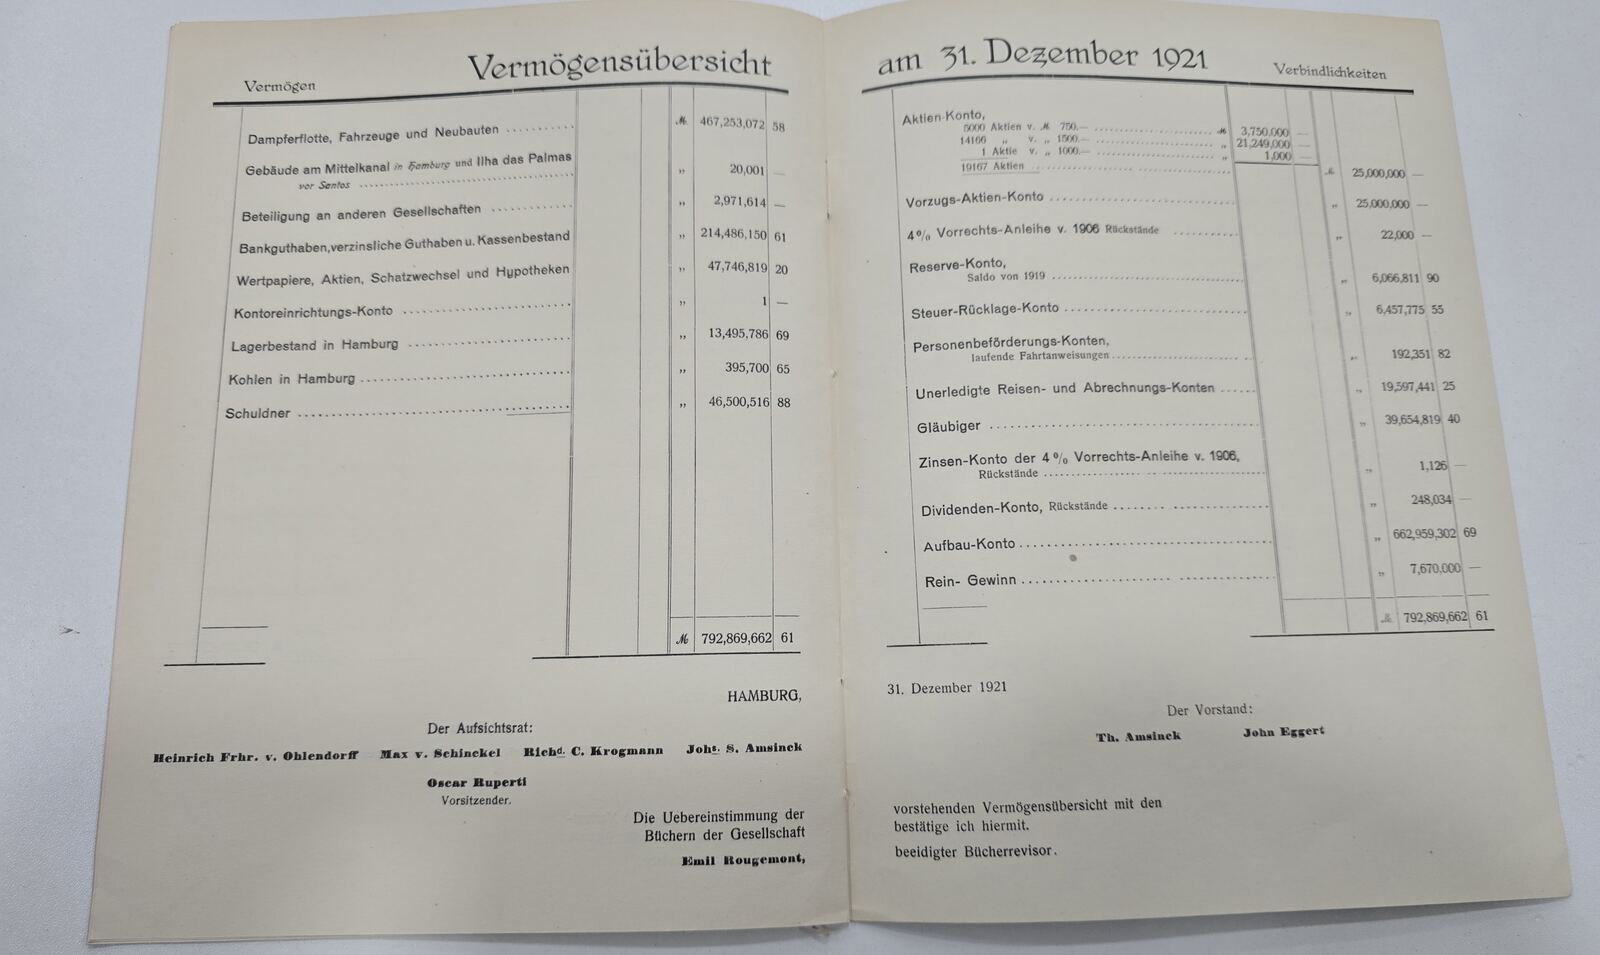 Vermögensübersicht am 31. Dezember 1921
Vermögen
Dampferflotte, Fahrzeuge und Neubauten . . . . . . . . . . ℳ 467,253,072 58
Gebäude am Mittelkanal in Hamburg und Ilha das Palmas
vor Santos . . . . . . . . . . „ 20,001 —
Beteiligung an anderen Gesellschaften . . . . . . . . . . „ 2,971,614 —
Bankguthaben, verzinsliche Guthaben u. Kassenbestand „ 214,486,150 61
Wertpapiere, Aktien, Schatzwechsel und Hypotheken „ 47,746,819 20
Kontoreinrichtungs-Konto . . . . . . . . . . „ 1 —
Lagerbestand in Hamburg . . . . . . . . . . „ 13,495,786 69
Kohlen in Hamburg . . . . . . . . . . „ 395,700 65
Schuldner . . . . . . . . . . „ 46,500,516 88
ℳ 792,869,662 61
Verbindlichkeiten
Aktien-Konto,
5000 Aktien v. ℳ 750.— . . . . . . . . . . ℳ 3,750,000 —
14166 „ v. „ 1500.— . . . . . . . . . . „ 21,249,000 —
1 Aktie v. „ 1000.— . . . . . . . . . . „ 1,000 —
19167 Aktien . . . . . . . . . . ℳ 25,000,000 —
Vorzugs-Aktien-Konto . . . . . . . . . . „ 25,000,000 —
4% Vorrechts-Anleihe v. 1906 Rückstände . . . . . . . . . . „ 22,000 —
Reserve-Konto,
Saldo von 1919 . . . . . . . . . . „ 6,066,811 90
Steuer-Rücklage-Konto . . . . . . . . . . „ 6,457,775 55
Personenbeförderungs-Konten,
laufende Fahrtanweisungen . . . . . . . . . . „ 192,351 82
Unerledigte Reisen- und Abrechnungs-Konten . . . . . . „ 19,597,441 25
Gläubiger . . . . . . . . . . „ 39,654,819 40
Zinsen-Konto der 4% Vorrechts-Anleihe v. 1906,
Rückstände . . . . . . . . . . „ 1,126 —
Dividenden-Konto, Rückstände . . . . . . . . . . „ 248,034 —
Aufbau-Konto . . . . . . . . . . „ 662,959,302 69
Rein- Gewinn . . . . . . . . . . „ 7,670,000 —
ℳ 792,869,662 61
HAMBURG, 31. Dezember 1921
Der Aufsichtsrat:
Heinrich Frhr. v. Ohlendorff Max v. Schinckel Richd. C. Krogmann Johs. S. Amsinck
Oscar Ruperti
Vorsitzender.
Der Vorstand:
Th. Amsinck John Eggert
Die Uebereinstimmung der vorstehenden Vermögensübersicht mit den
Büchern der Gesellschaft bestätige ich hiermit.
Emil Rougemont, beeidigter Bücherrevisor.